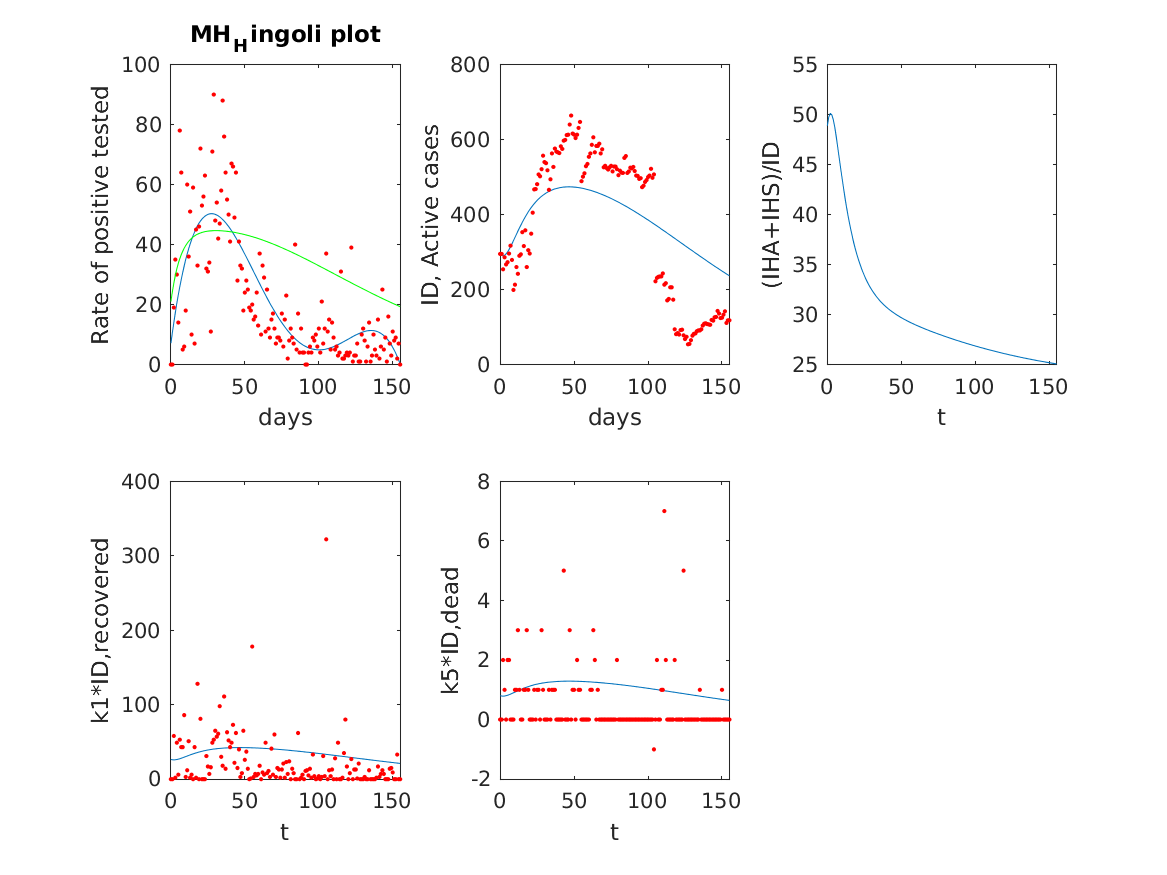 MH_Hingoli plot
100
80
60
40
20
0
Rate of positive tested
0 50 100 150
days
800
600
400
200
0
ID, Active cases
0 50 100 150
days
55
50
45
40
35
30
25
(IHA+IHS)/ID
0 50 100 150
t
400
300
200
100
0
k1*ID,recovered
0 50 100 150
t
8
6
4
2
0
-2
k5*ID,dead
0 50 100 150
t